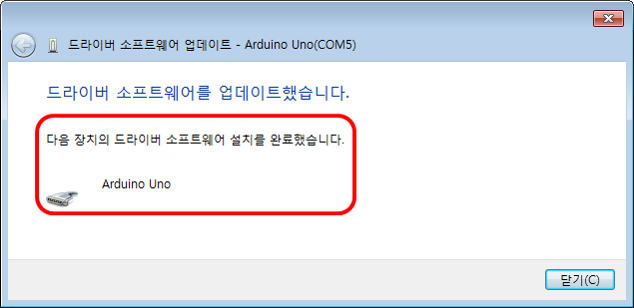 드라이버 소프트웨어 업데이트 - Arduino Uno(COM5)
드라이버 소프트웨어를 업데이트했습니다.
다음 장치의 드라이버 소프트웨어 설치를 완료했습니다.
Arduino Uno
닫기(C)